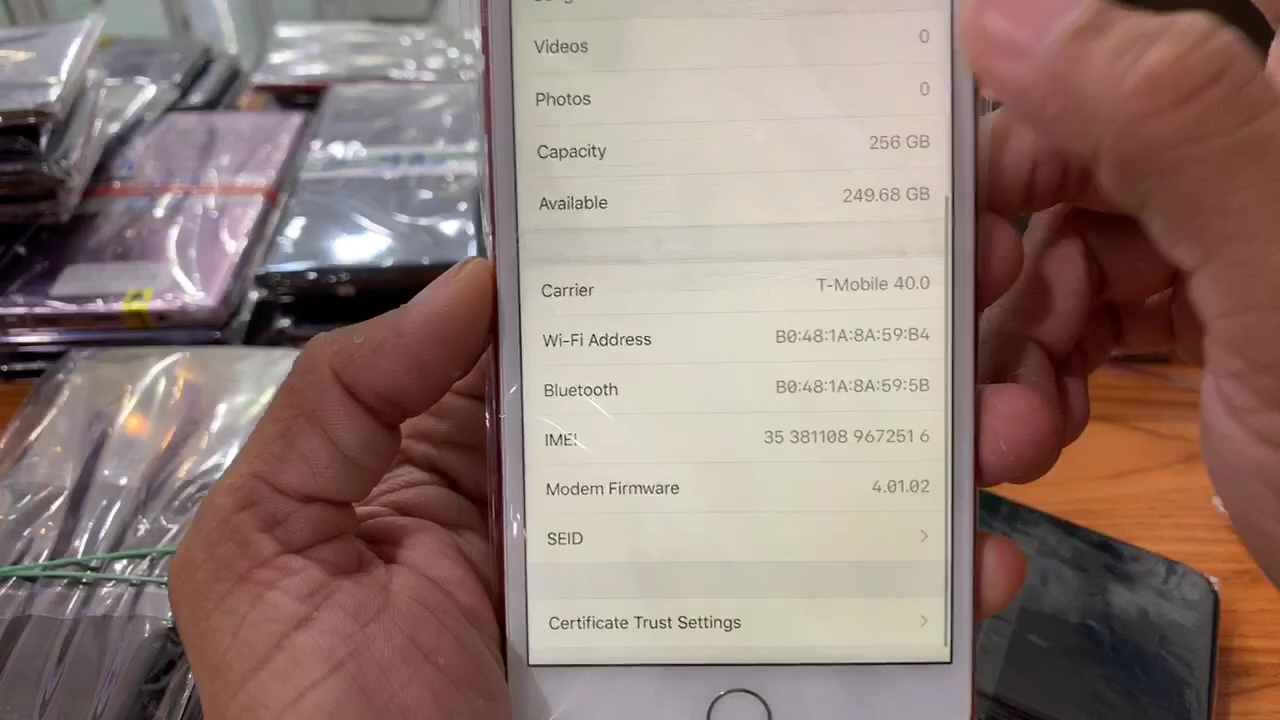 Videos 0
Photos 0
Capacity 256 GB
Available 249.68 GB
Carrier T-Mobile 40.0
Wi-Fi Address B0:48:1A:8A:59:B4
Bluetooth B0:48:1A:8A:59:5B
IMEI 35 381108 967251 6
Modem Firmware 4.01.02
SEID
Certificate Trust Settings